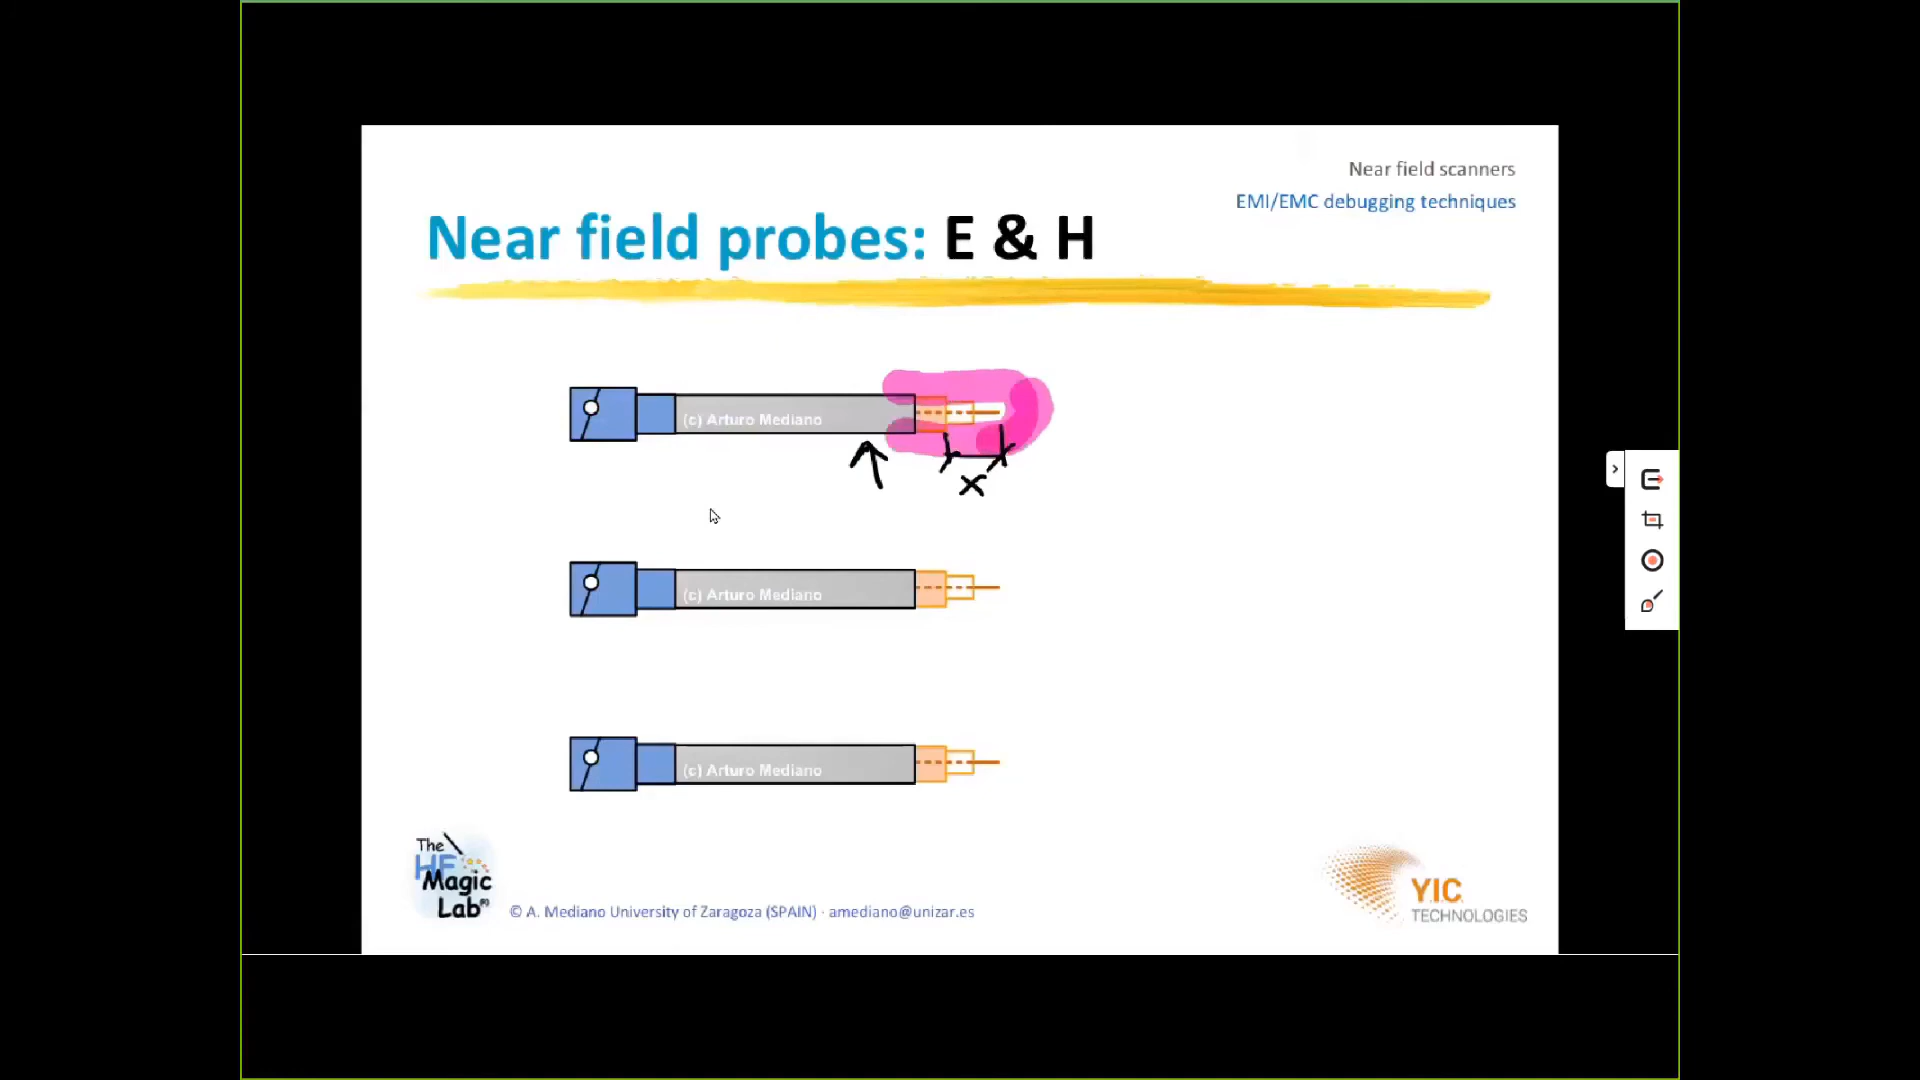 Near field scanners
EMI/EMC debugging techniques
Near field probes: E & H
(c) Arturo Mediano
x
(c) Arturo Mediano
(c) Arturo Mediano
The
HF
Magic
Lab
© A. Mediano University of Zaragoza (SPAIN) · amediano@unizar.es
Y.I.C.
TECHNOLOGIES